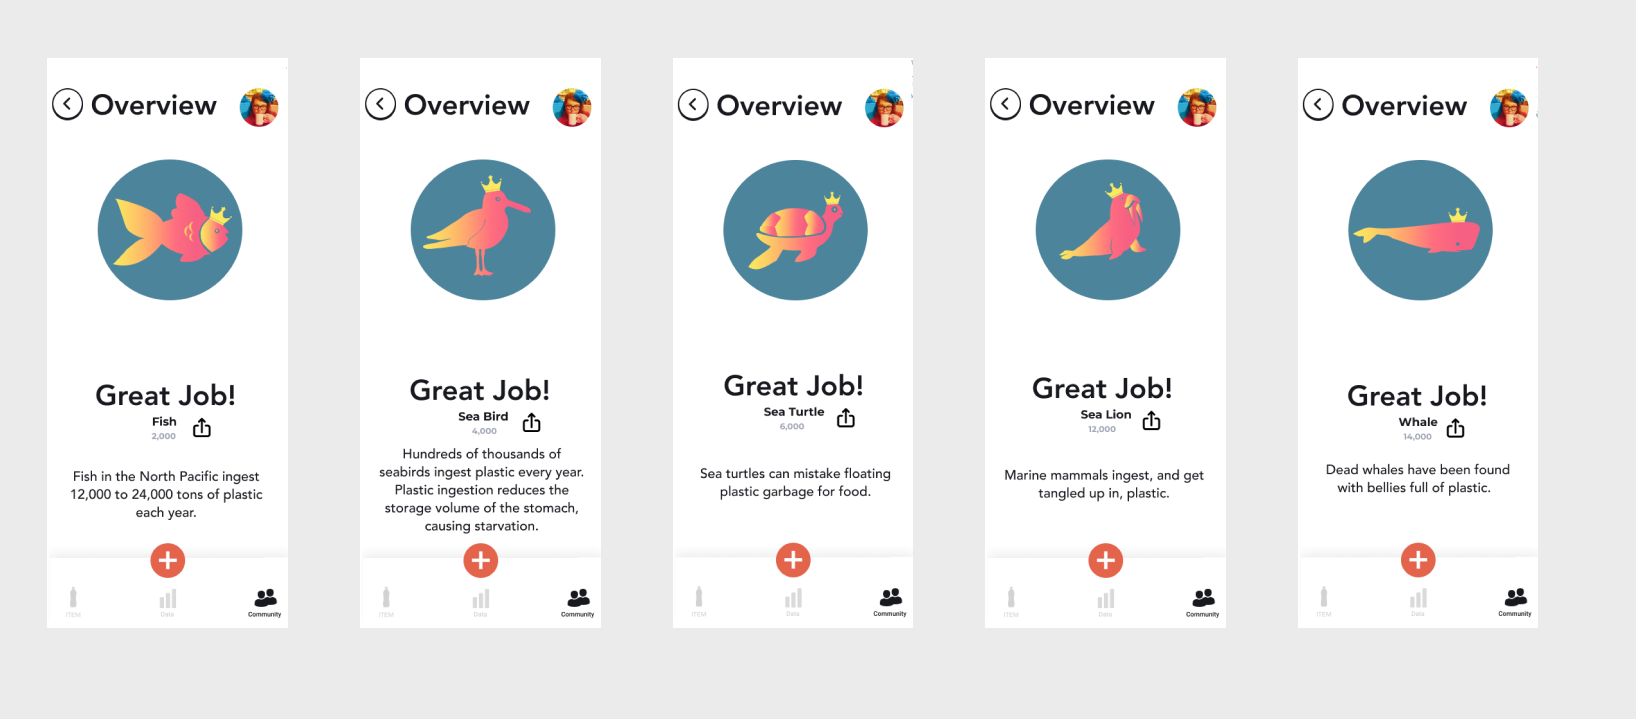 Overview
Great Job!
Fish
2,000
Fish in the North Pacific ingest
12,000 to 24,000 tons of plastic
each year.
ITEM
Data
Community
Overview
Great Job!
Sea Bird
4,000
Hundreds of thousands of
seabirds ingest plastic every year.
Plastic ingestion reduces the
storage volume of the stomach,
causing starvation.
ITEM
Data
Community
Overview
Great Job!
Sea Turtle
6,000
Sea turtles can mistake floating
plastic garbage for food.
ITEM
Data
Community
Overview
Great Job!
Sea Lion
12,000
Marine mammals ingest, and get
tangled up in, plastic.
ITEM
Data
Community
Overview
Great Job!
Whale
14,000
Dead whales have been found
with bellies full of plastic.
ITEM
Data
Community